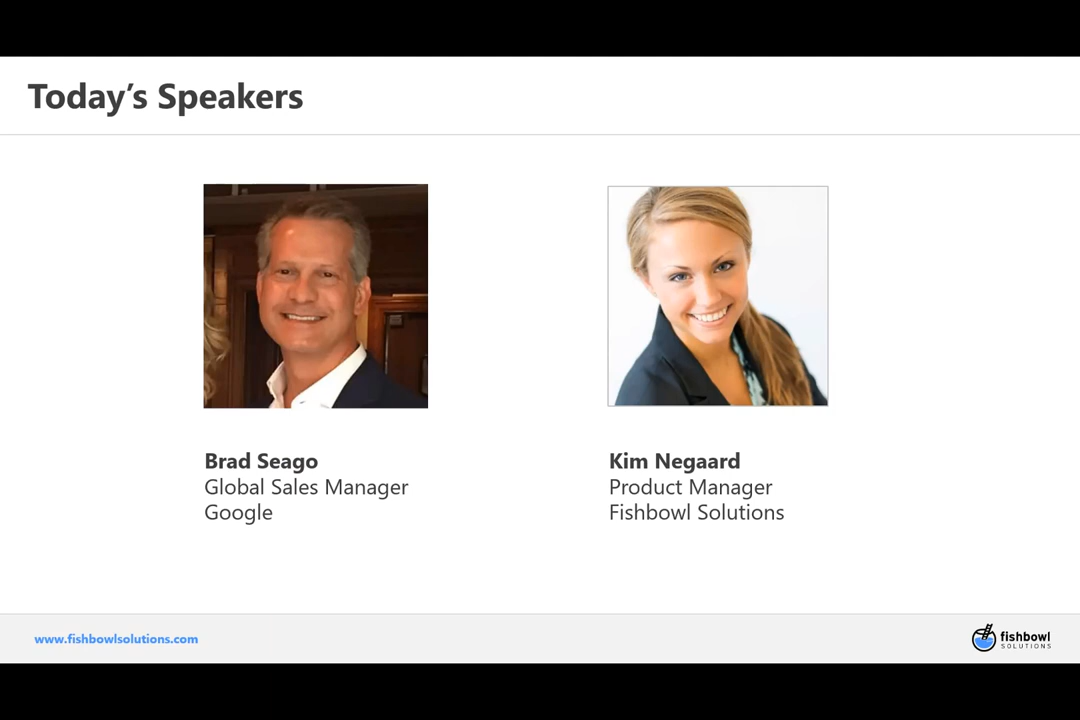 Today's Speakers
Brad Seago
Global Sales Manager
Google
Kim Negaard
Product Manager
Fishbowl Solutions
www.fishbowlsolutions.com
fishbowl
SOLUTIONS